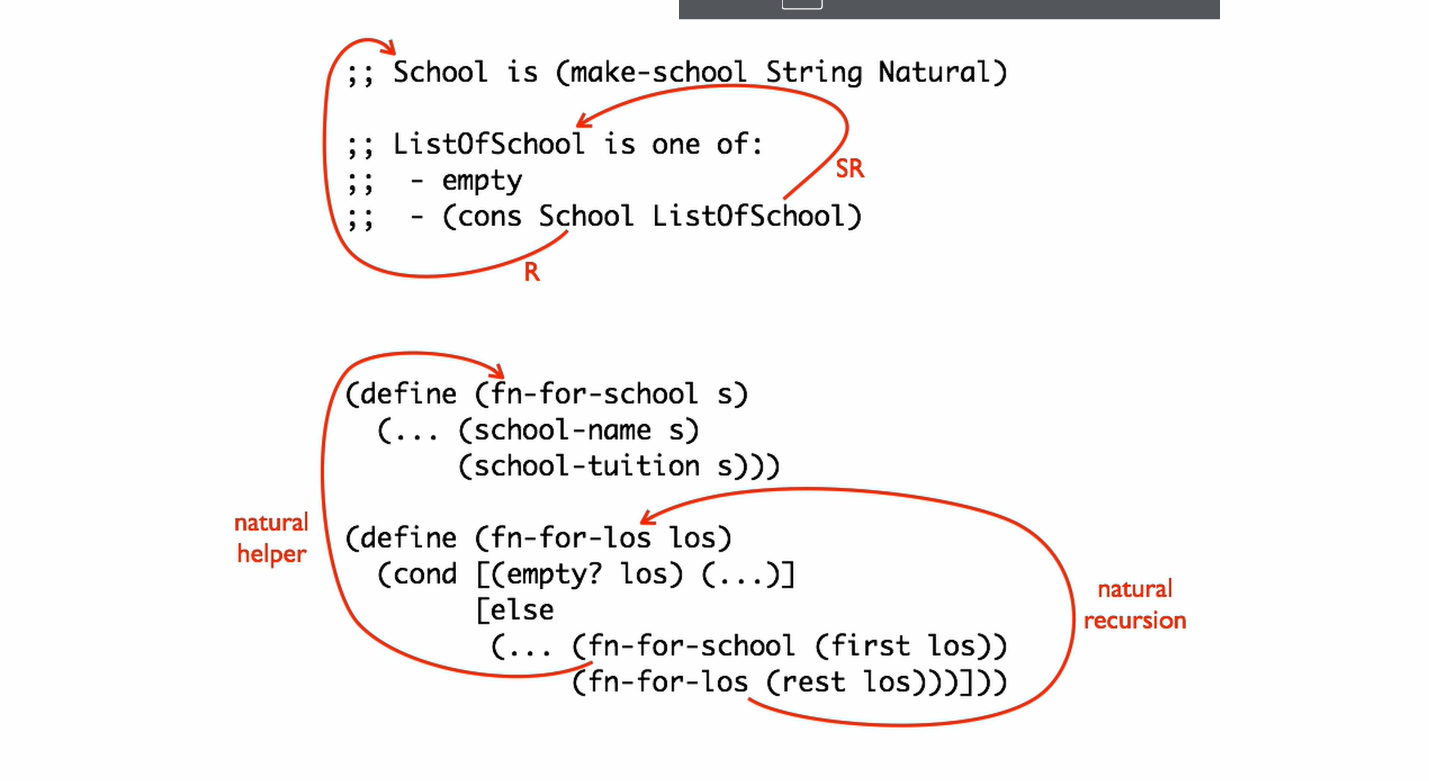 ;; School is (make-school String Natural)
;; ListOfSchool is one of:
;;  - empty
;;  - (cons School ListOfSchool)
SR
R
(define (fn-for-school s)
  (... (school-name s)
       (school-tuition s)))
natural
helper
(define (fn-for-los los)
  (cond [(empty? los) (...)]
        [else
         (... (fn-for-school (first los))
              (fn-for-los (rest los)))]))
natural
recursion